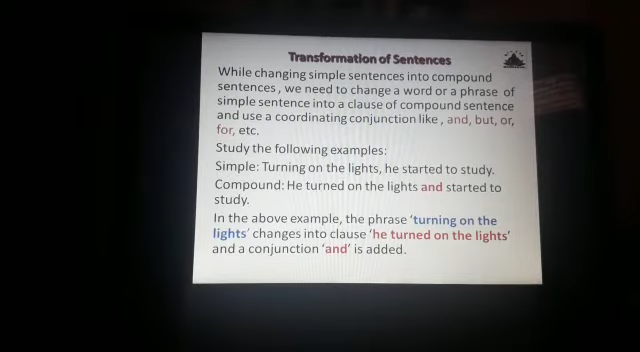 Transformation of Sentences
While changing simple sentences into compound
sentences , we need to change a word or a phrase of
simple sentence into a clause of compound sentence
and use a coordinating conjunction like , and, but, or,
for, etc.
Study the following examples:
Simple: Turning on the lights, he started to study.
Compound: He turned on the lights and started to
study.
In the above example, the phrase ‘turning on the
lights’ changes into clause ‘he turned on the lights’
and a conjunction ‘and’ is added.